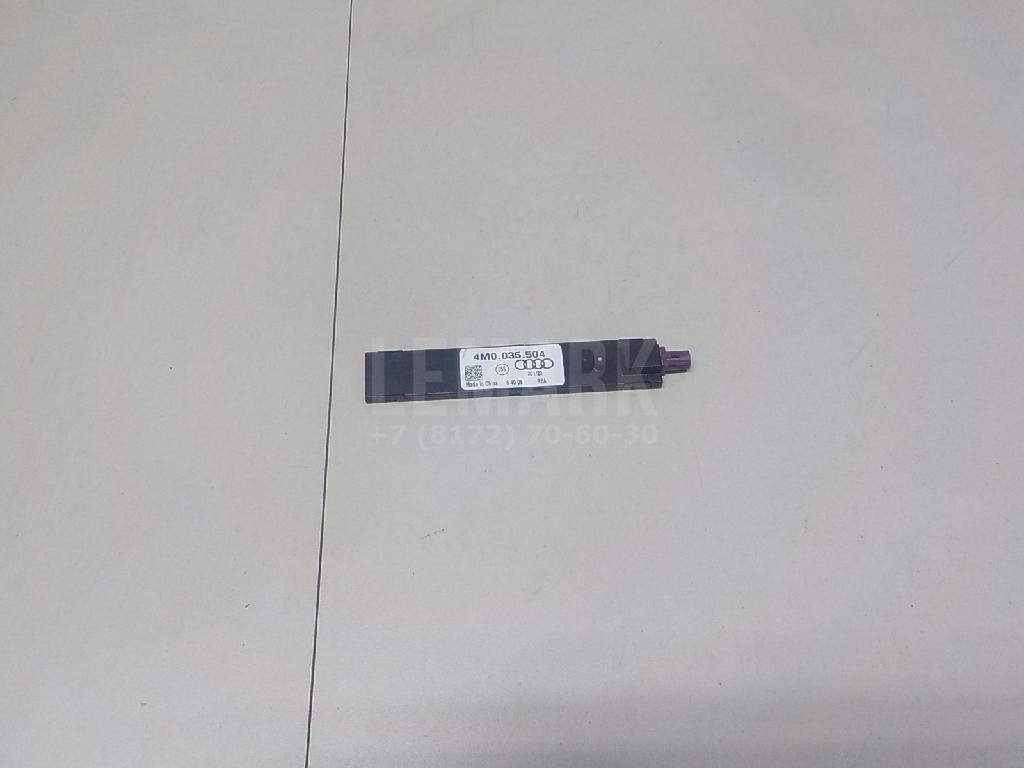 4M0.035.504
Made in China
LEMARK
+7 (8172) 70-60-30